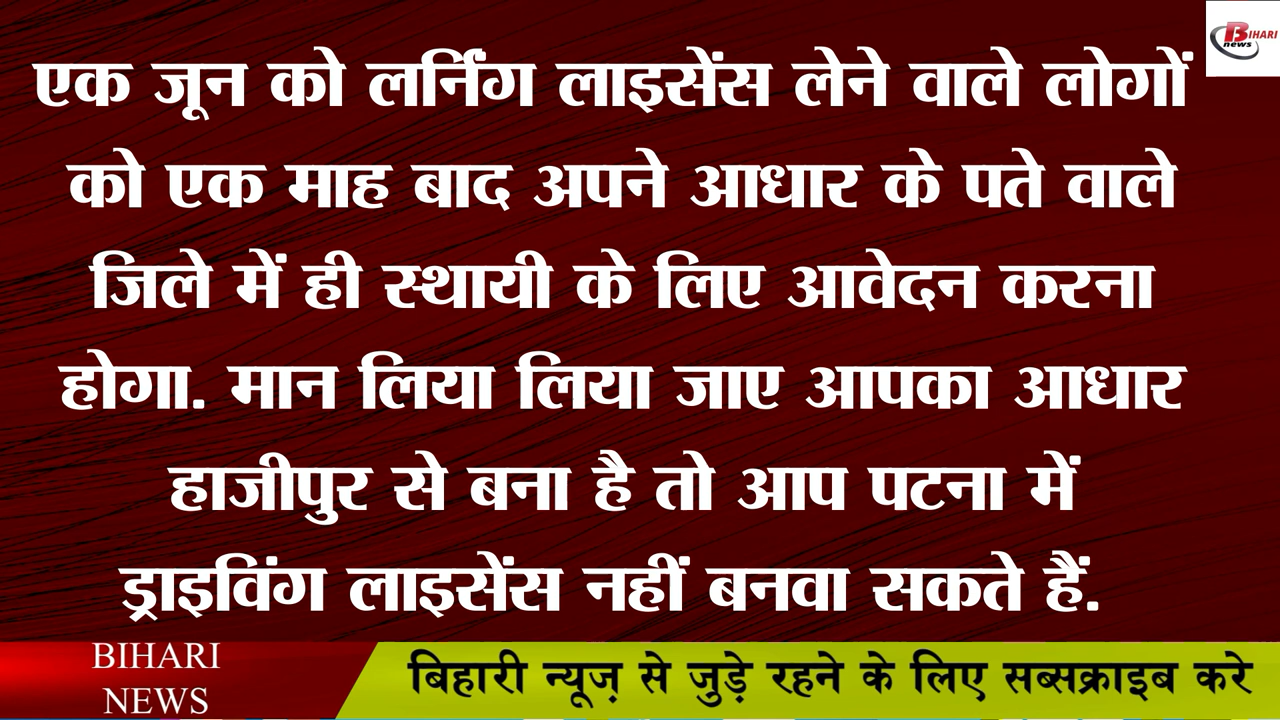 BIHARI
news
एक जून को लर्निंग लाइसेंस लेने वाले लोगों
को एक माह बाद अपने आधार के पते वाले
जिले में ही स्थायी के लिए आवेदन करना
होगा. मान लिया लिया जाए आपका आधार
हाजीपुर से बना है तो आप पटना में
ड्राइविंग लाइसेंस नहीं बनवा सकते हैं.
BIHARI
NEWS
बिहारी न्यूज़ से जुड़े रहने के लिए सब्सक्राइब करे